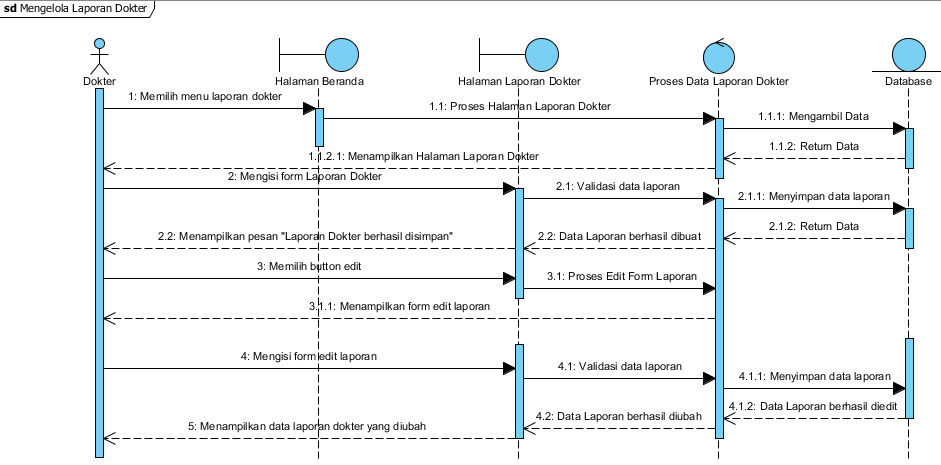 sd Mengelola Laporan Dokter
Dokter
Halaman Beranda
Halaman Laporan Dokter
Proses Data Laporan Dokter
Database
1: Memilih menu laporan dokter
1.1: Proses Halaman Laporan Dokter
1.1.1: Mengambil Data
1.1.2: Return Data
1.1.2.1: Menampilkan Halaman Laporan Dokter
2: Mengisi form Laporan Dokter
2.1: Validasi data laporan
2.1.1: Menyimpan data laporan
2.1.2: Return Data
2.2: Menampilkan pesan "Laporan Dokter berhasil disimpan"
2.2: Data Laporan berhasil dibuat
3: Memilih button edit
3.1: Proses Edit Form Laporan
3.1.1: Menampilkan form edit laporan
4: Mengisi form edit laporan
4.1: Validasi data laporan
4.1.1: Menyimpan data laporan
4.1.2: Data Laporan berhasil diedit
4.2: Data Laporan berhasil diubah
5: Menampilkan data laporan dokter yang diubah